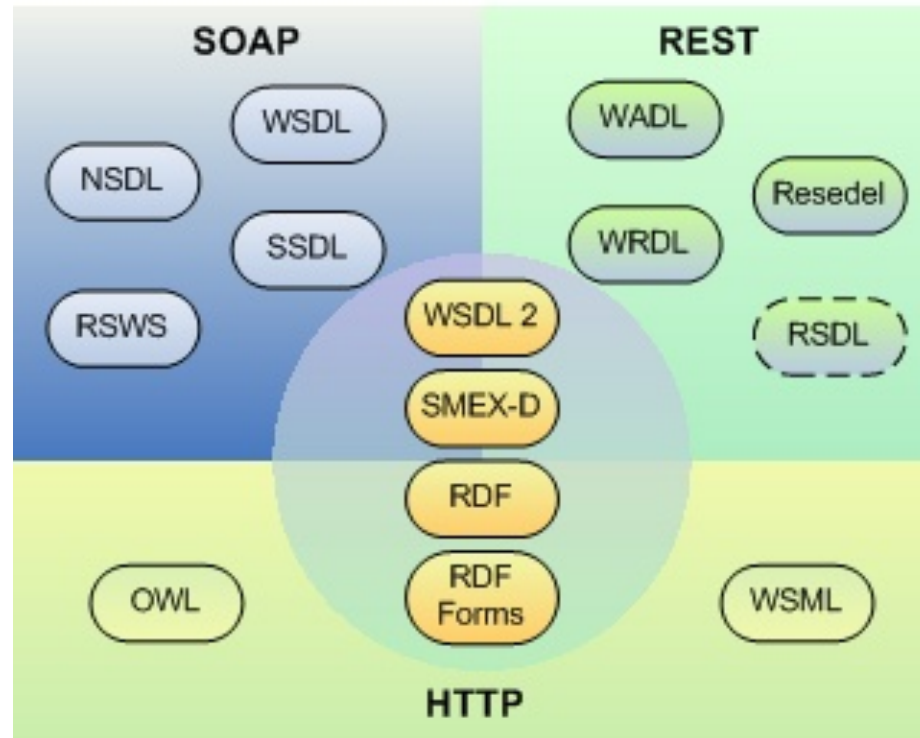 SOAP
REST
WSDL
NSDL
SSDL
RSWS
WADL
Resedel
WRDL
RSDL
WSDL 2
SMEX-D
RDF
RDF
Forms
OWL
WSML
HTTP